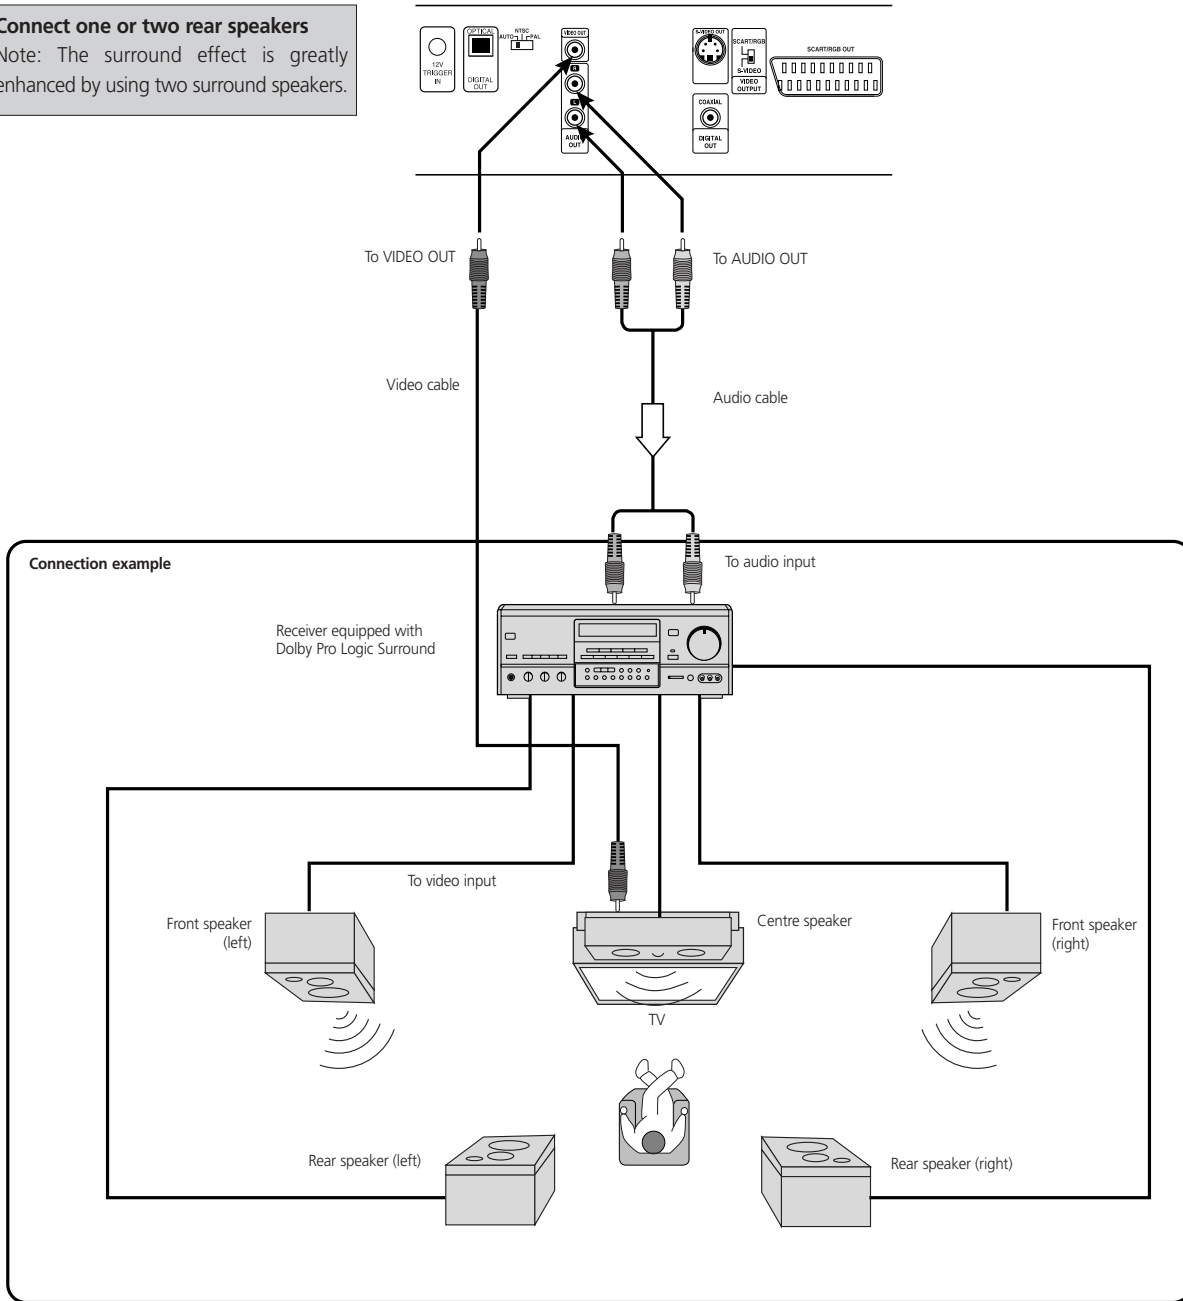 Connect one or two rear speakers
Note: The surround effect is greatly
enhanced by using two surround speakers.
12V
TRIGGER
IN
OPTICAL
DIGITAL
OUT
NTSC
AUTO
PAL
VIDEO OUT
R
L
AUDIO
OUT
S-VIDEO OUT
COAXIAL
DIGITAL
OUT
SCART/RGB
S-VIDEO
VIDEO
OUTPUT
SCART/RGB OUT
To VIDEO OUT
To AUDIO OUT
Video cable
Audio cable
Connection example
To audio input
Receiver equipped with
Dolby Pro Logic Surround
To video input
Front speaker
(left)
Centre speaker
Front speaker
(right)
TV
Rear speaker (left)
Rear speaker (right)